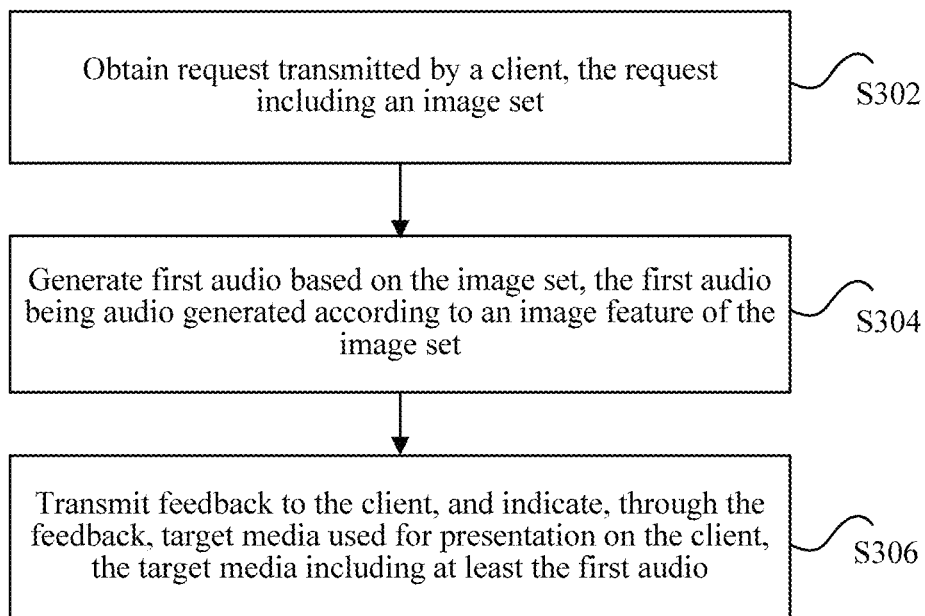 Obtain request transmitted by a client, the request
including an image set
S302
Generate first audio based on the image set, the first audio
being audio generated according to an image feature of the
image set
S304
Transmit feedback to the client, and indicate, through the
feedback, target media used for presentation on the client,
the target media including at least the first audio
S306